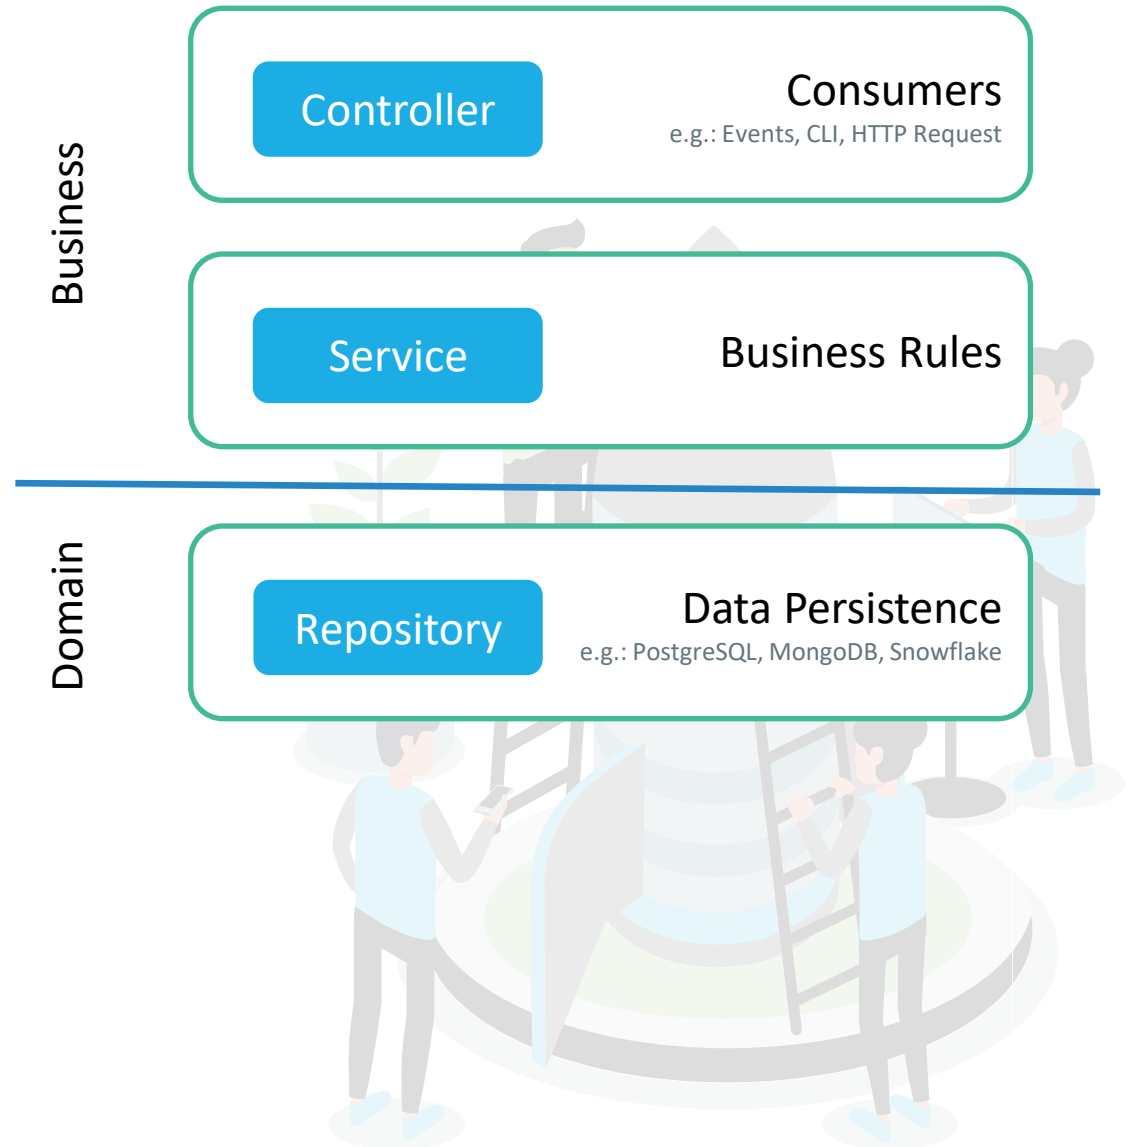 Business
Controller
Consumers
e.g.: Events, CLI, HTTP Request
Service
Business Rules
Domain
Repository
Data Persistence
e.g.: PostgreSQL, MongoDB, Snowflake